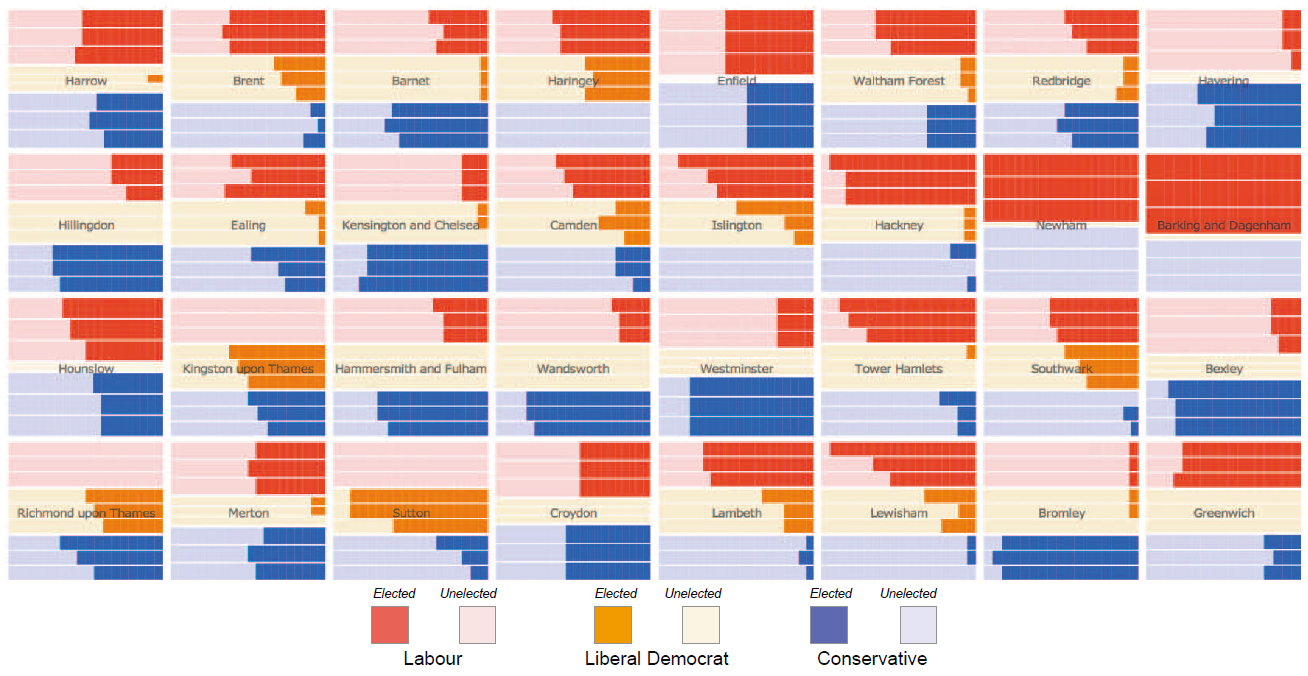 Harrow Brent Barnet Haringey Enfield Waltham Forest Redbridge Havering
Hillingdon Ealing Kensington and Chelsea Camden Islington Hackney Newham Barking and Dagenham
Hounslow Kingston upon Thames Hammersmith and Fulham Wandsworth Westminster Tower Hamlets Southwark Bexley
Richmond upon Thames Merton Sutton Croydon Lambeth Lewisham Bromley Greenwich
Elected Unelected Elected Unelected Elected Unelected
Labour Liberal Democrat Conservative